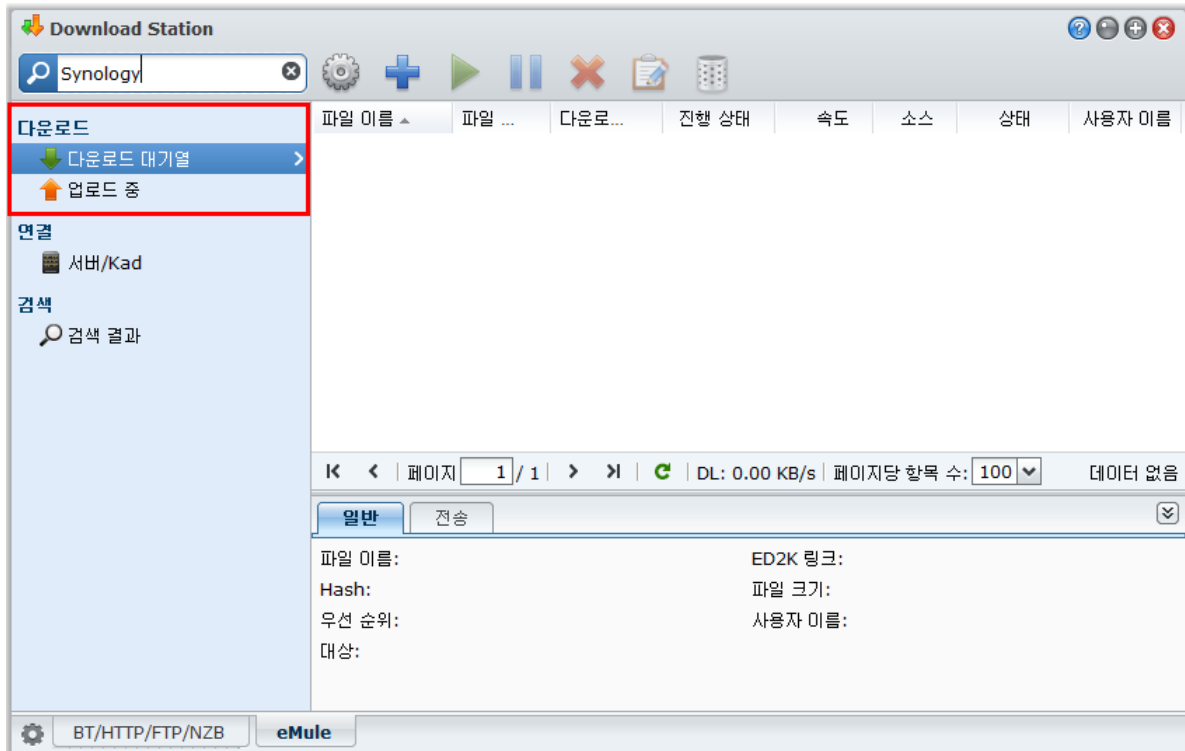 Download Station
Synology
다운로드
다운로드 대기열
업로드 중
연결
서버/Kad
검색
검색 결과
파일 이름 파일 ... 다운로... 진행 상태 속도 소스 상태 사용자 이름
페이지 1 / 1 DL: 0.00 KB/s 페이지당 항목 수: 100 데이터 없음
일반 전송
파일 이름: ED2K 링크:
Hash: 파일 크기:
우선 순위: 사용자 이름:
대상:
BT/HTTP/FTP/NZB eMule